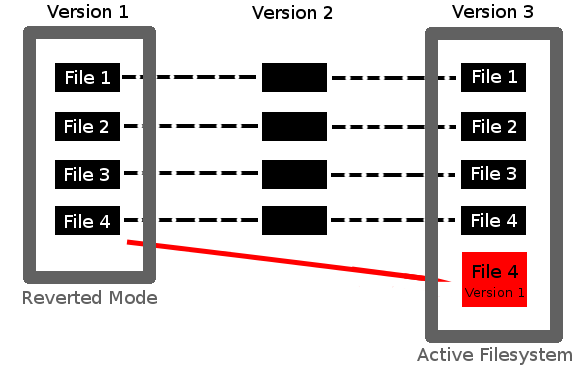 Version 1
Version 2
Version 3
File 1
File 1
File 2
File 2
File 3
File 3
File 4
File 4
File 4
Version 1
Reverted Mode
Active Filesystem